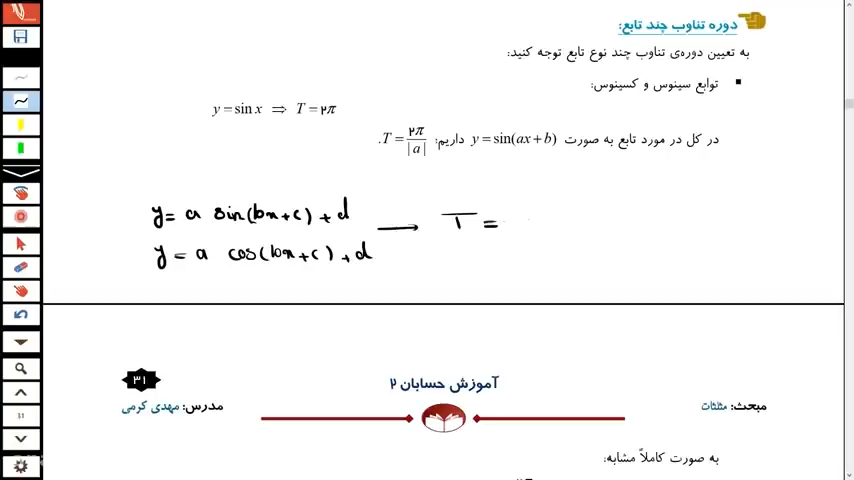 دوره تناوب چند تابع:
به تعیین دوره‌ی تناوب چند نوع تابع توجه کنید:
▪ توابع سینوس و کسینوس:
y = sin x ⇒ T = ۲π
در کل در مورد تابع به صورت y = sin(ax + b) داریم: T = ۲π / |a| .
y = a sin(bx + c) + d
y = a cos(bx + c) + d ⟶ T =
۳۱
آموزش حسابان ۲
مبحث: مثلثات
مدرس: مهدی کرمی
به صورت کاملاً مشابه:
۳۱